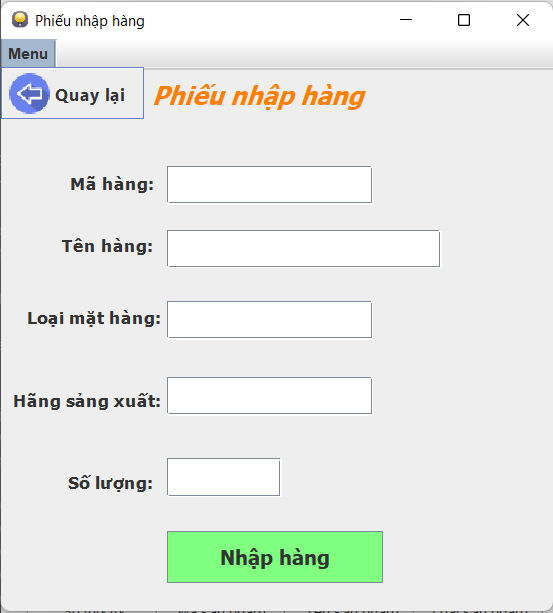 Phiếu nhập hàng
Menu
Quay lại
Phiếu nhập hàng
Mã hàng:
Tên hàng:
Loại mặt hàng:
Hãng sảng xuất:
Số lượng:
Nhập hàng